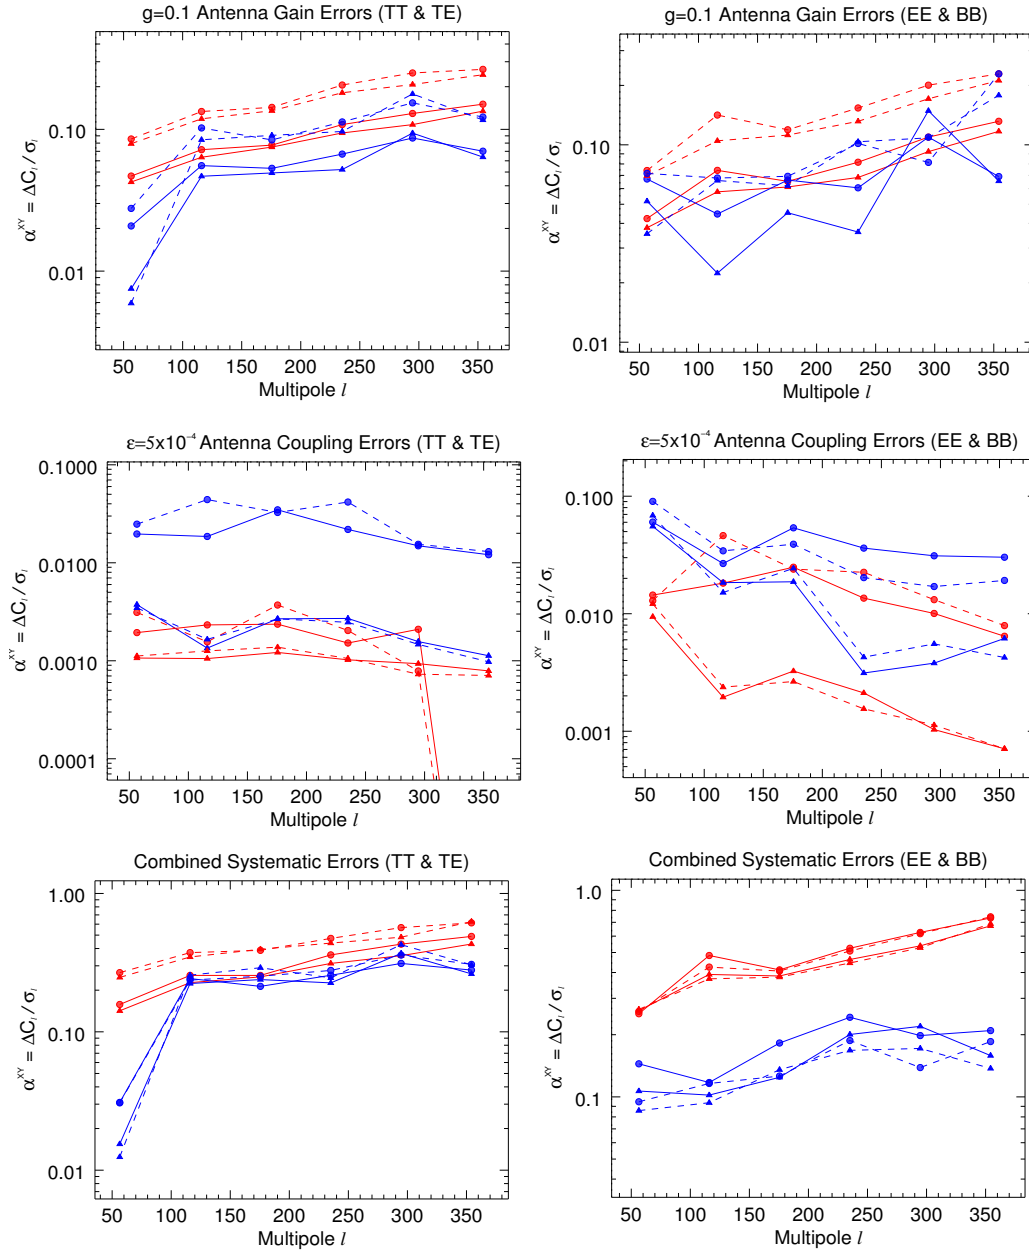 g=0.1 Antenna Gain Errors (TT & TE)
α^XY = ΔC_l / σ_l
0.10
0.01
50 100 150 200 250 300 350
Multipole l
g=0.1 Antenna Gain Errors (EE & BB)
α^XY = ΔC_l / σ_l
0.10
0.01
50 100 150 200 250 300 350
Multipole l
ε=5x10⁻⁴ Antenna Coupling Errors (TT & TE)
α^XY = ΔC_l / σ_l
0.1000
0.0100
0.0010
0.0001
50 100 150 200 250 300 350
Multipole l
ε=5x10⁻⁴ Antenna Coupling Errors (EE & BB)
α^XY = ΔC_l / σ_l
0.100
0.010
0.001
50 100 150 200 250 300 350
Multipole l
Combined Systematic Errors (TT & TE)
α^XY = ΔC_l / σ_l
1.00
0.10
0.01
50 100 150 200 250 300 350
Multipole l
Combined Systematic Errors (EE & BB)
α^XY = ΔC_l / σ_l
1.0
0.1
50 100 150 200 250 300 350
Multipole l